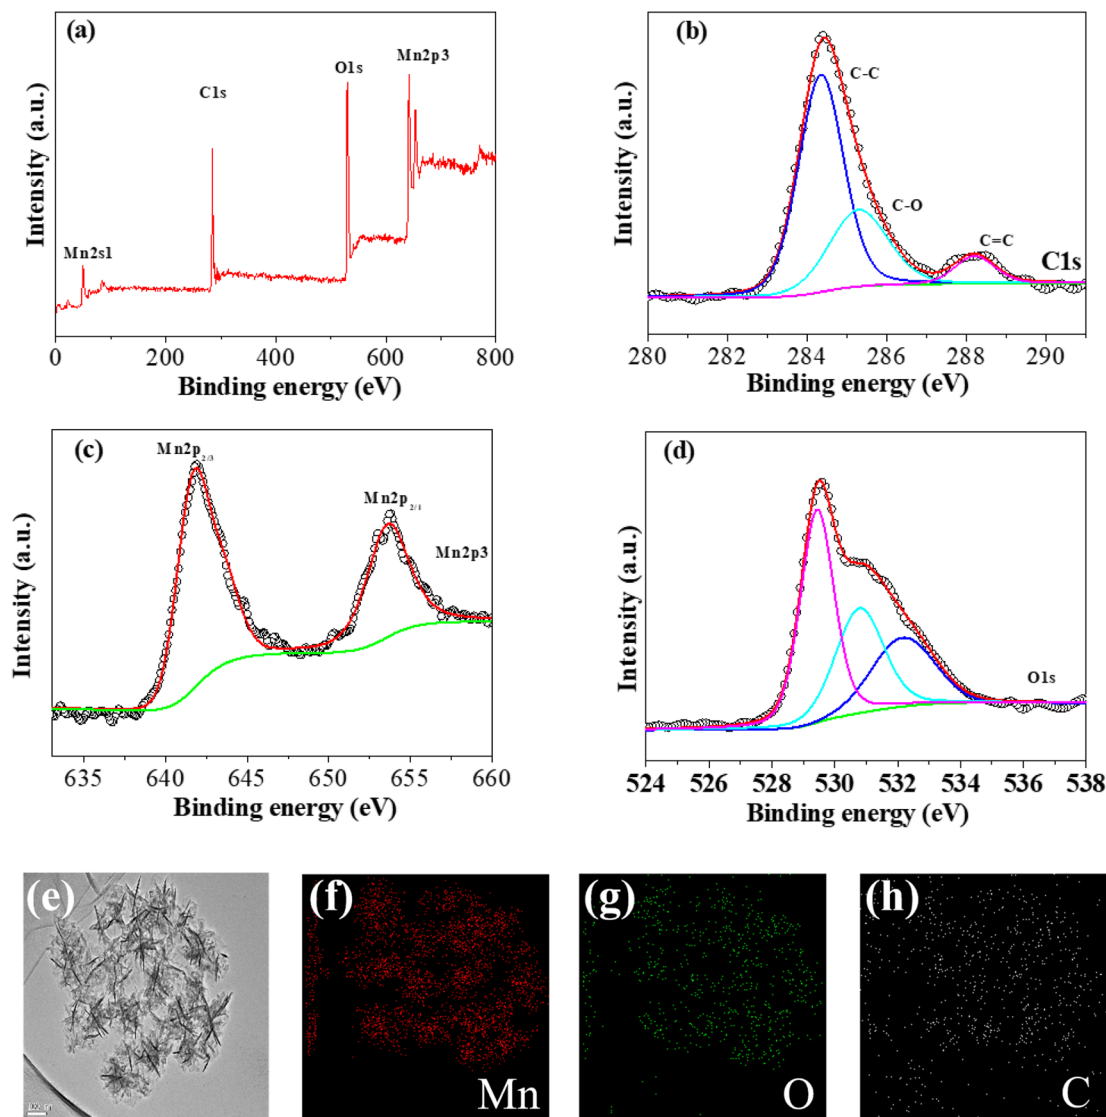 (a)
Mn2s1
C1s
O1s
Mn2p3
Intensity (a.u.)
0 200 400 600 800
Binding energy (eV)
(b)
C-C
C-O
C=C
C1s
Intensity (a.u.)
280 282 284 286 288 290
Binding energy (eV)
(c)
Mn2p2/3
Mn2p2/1
Mn2p3
Intensity (a.u.)
635 640 645 650 655 660
Binding energy (eV)
(d)
O1s
Intensity (a.u.)
524 526 528 530 532 534 536 538
Binding energy (eV)
(e)
(f)
Mn
(g)
O
(h)
C